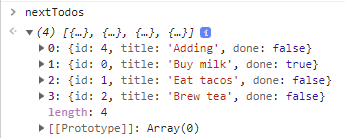 nextTodos
(4) [{…}, {…}, {…}, {…}] i
0: {id: 4, title: 'Adding', done: false}
1: {id: 0, title: 'Buy milk', done: true}
2: {id: 1, title: 'Eat tacos', done: false}
3: {id: 2, title: 'Brew tea', done: false}
length: 4
[[Prototype]]: Array(0)